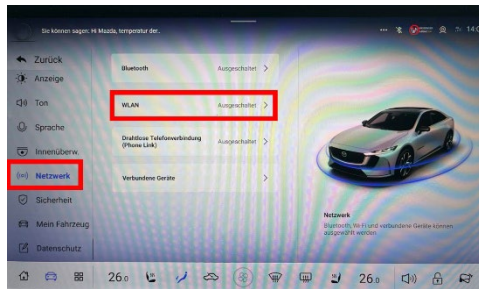 Sie können sagen: Hi Mazda, temperatur der.
14:0
Zurück
Anzeige
Ton
Sprache
Innenüberw.
Netzwerk
Sicherheit
Mein Fahrzeug
Datenschutz
Bluetooth
Ausgeschaltet
WLAN
Ausgeschaltet
Drahtlose Telefonverbindung
(Phone Link)
Ausgeschaltet
Verbundene Geräte
Netzwerk
Bluetooth, Wi-Fi und verbundene Geräte können
ausgewählt werden.
26.0
26.0